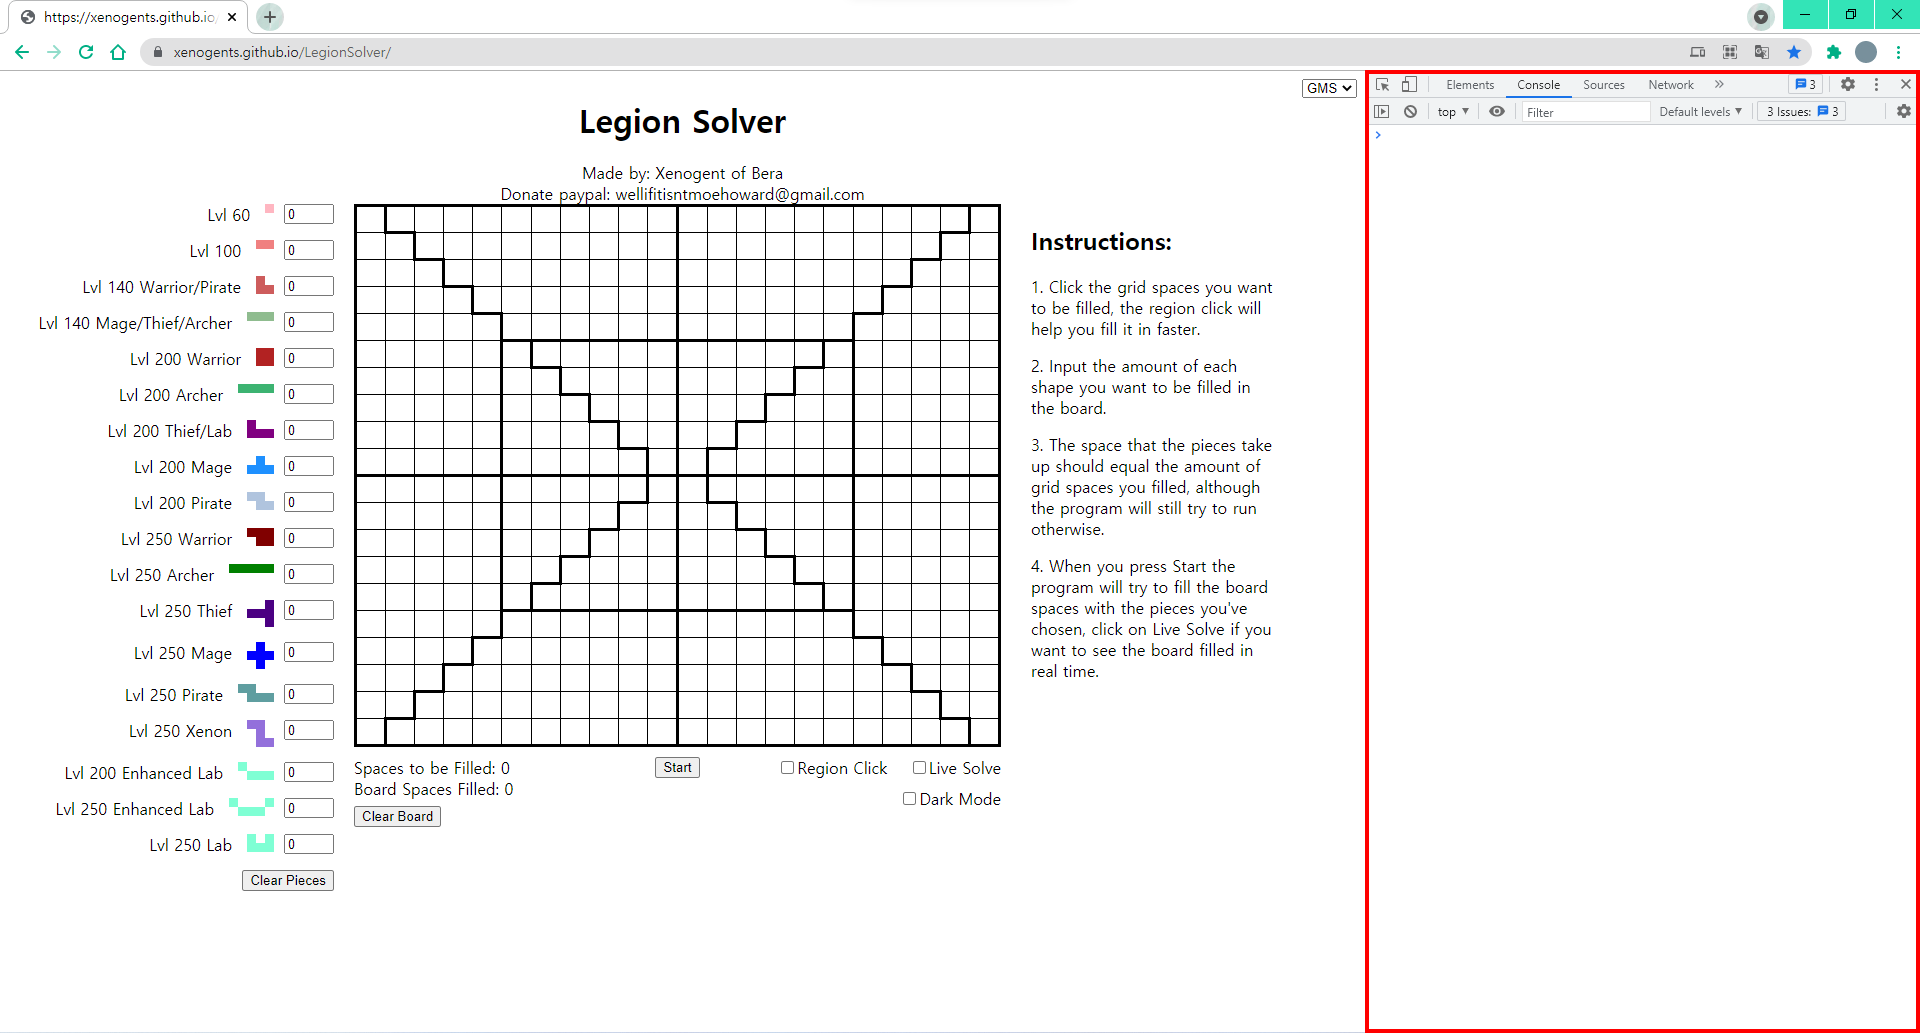 https://xenogents.github.io
xenogents.github.io/LegionSolver/
GMS
Legion Solver
Made by: Xenogent of Bera
Donate paypal: wellifitisntmoehoward@gmail.com
Lvl 60 0
Lvl 100 0
Lvl 140 Warrior/Pirate 0
Lvl 140 Mage/Thief/Archer 0
Lvl 200 Warrior 0
Lvl 200 Archer 0
Lvl 200 Thief/Lab 0
Lvl 200 Mage 0
Lvl 200 Pirate 0
Lvl 250 Warrior 0
Lvl 250 Archer 0
Lvl 250 Thief 0
Lvl 250 Mage 0
Lvl 250 Pirate 0
Lvl 250 Xenon 0
Lvl 200 Enhanced Lab 0
Lvl 250 Enhanced Lab 0
Lvl 250 Lab 0
Clear Pieces
Spaces to be Filled: 0
Board Spaces Filled: 0
Clear Board
Start
Region Click
Live Solve
Dark Mode
Instructions:
1. Click the grid spaces you want
to be filled, the region click will
help you fill it in faster.
2. Input the amount of each
shape you want to be filled in
the board.
3. The space that the pieces take
up should equal the amount of
grid spaces you filled, although
the program will still try to run
otherwise.
4. When you press Start the
program will try to fill the board
spaces with the pieces you've
chosen, click on Live Solve if you
want to see the board filled in
real time.
Elements Console Sources Network 3
top Filter Default levels 3 Issues: 3